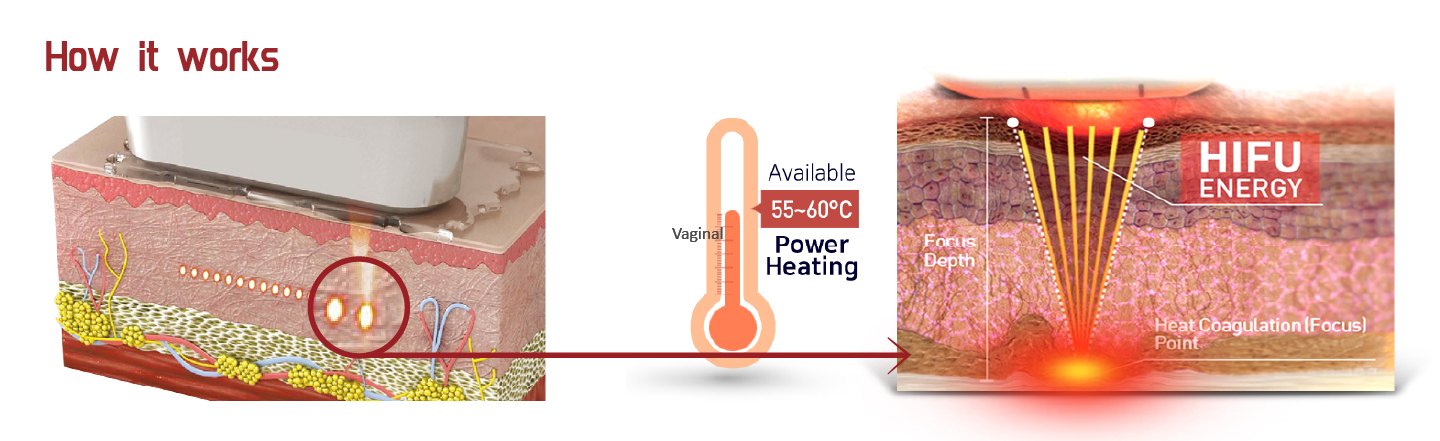 How it works
Available
55~60°C
Vaginal
Power
Heating
HIFU
ENERGY
Focus
Depth
Heat Coagulation (Focus)
Point